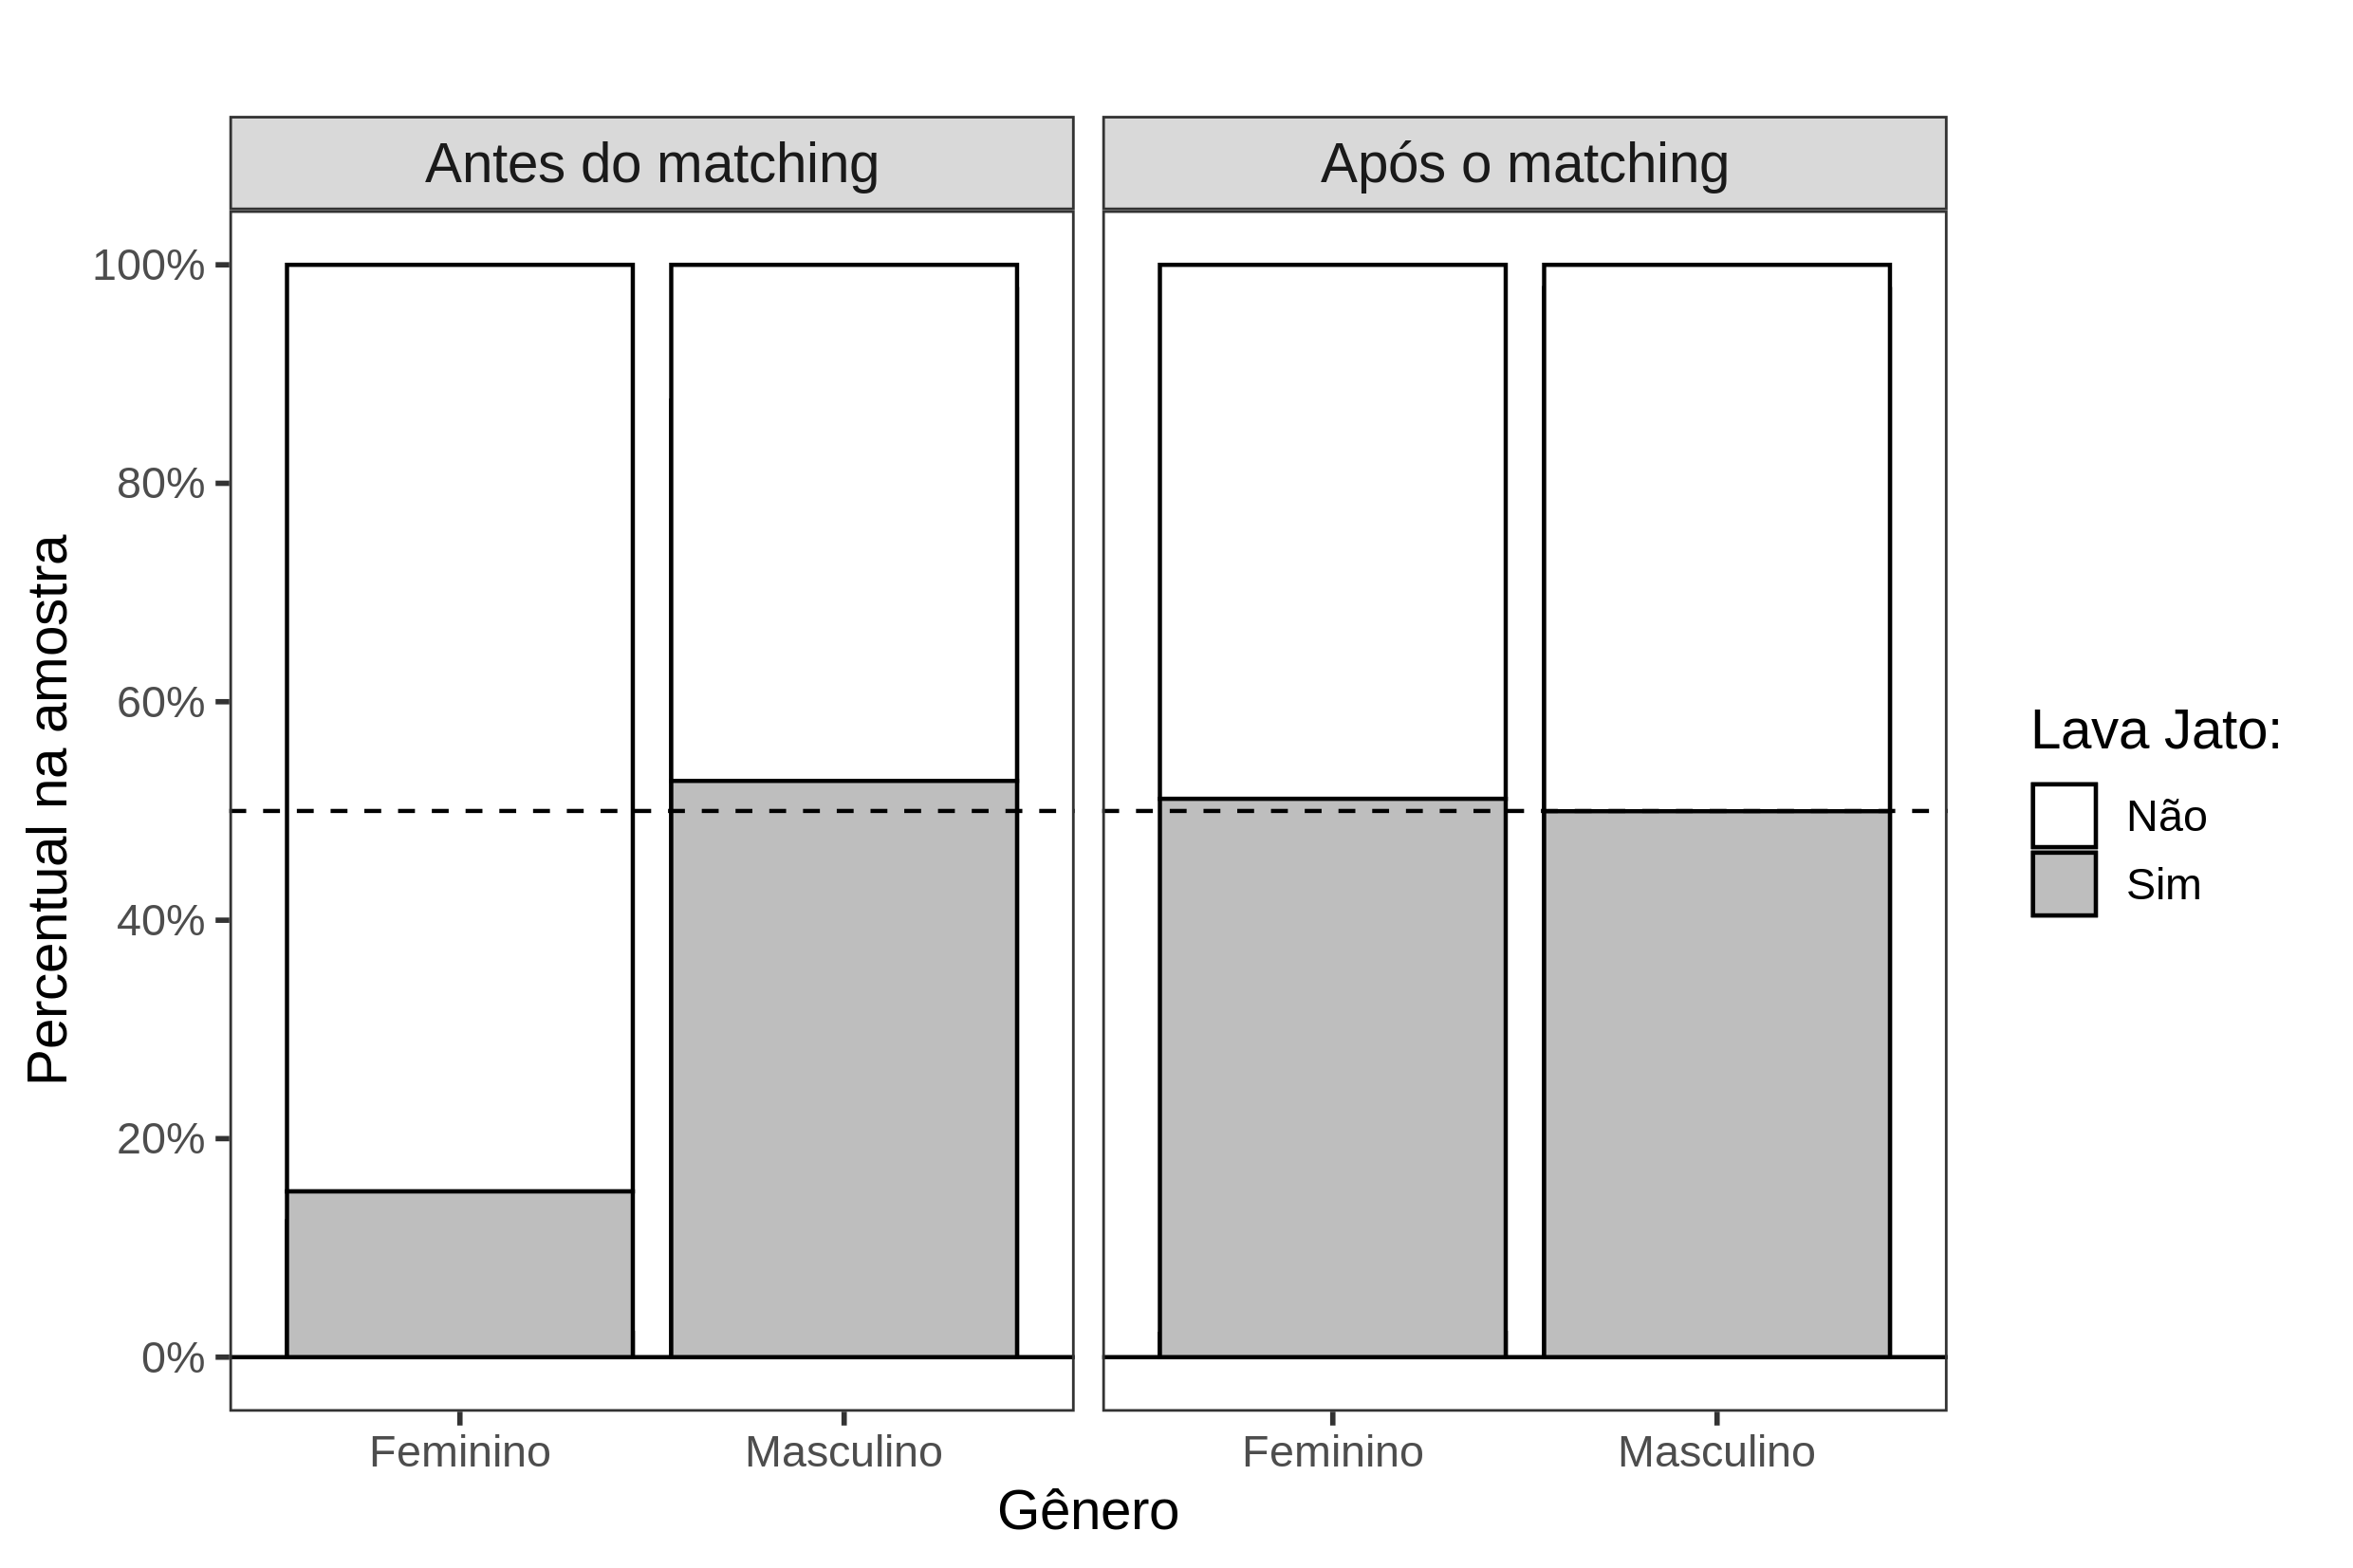 Antes do matching
Após o matching
Percentual na amostra
100%
80%
60%
40%
20%
0%
Feminino
Masculino
Feminino
Masculino
Gênero
Lava Jato:
Não
Sim